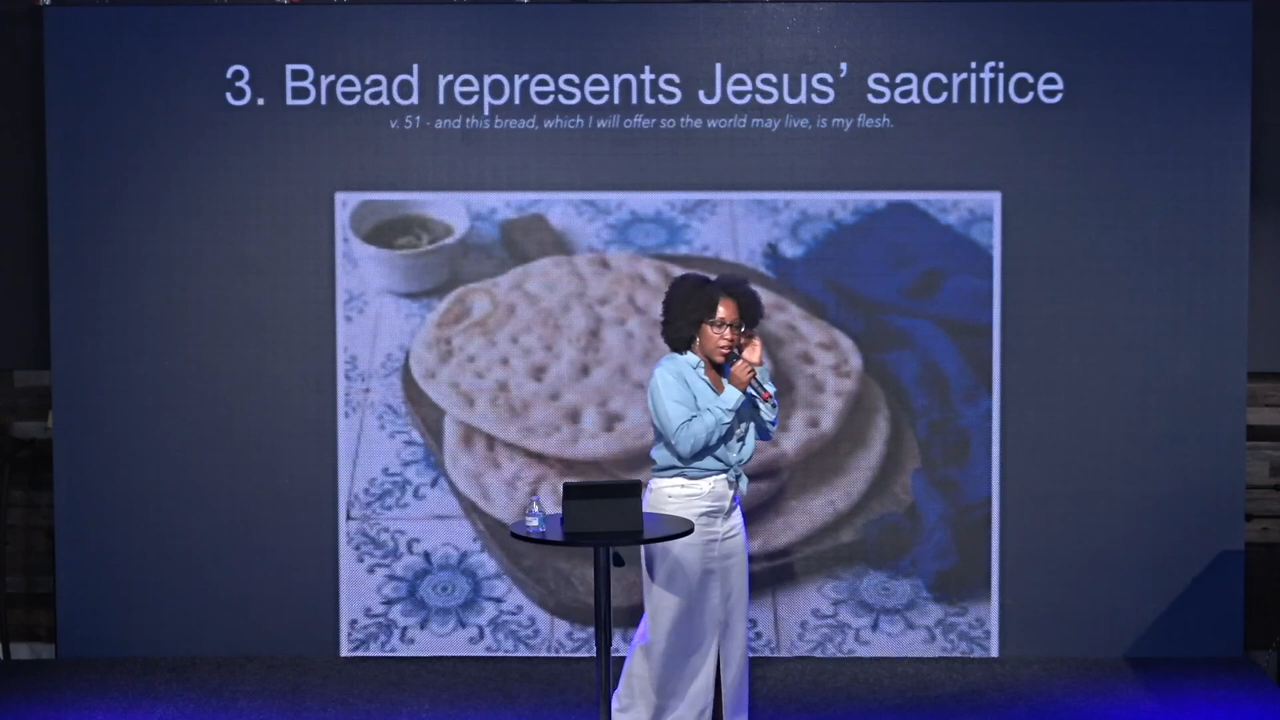 3. Bread represents Jesus’ sacrifice
v. 51 - and this bread, which I will offer so the world may live, is my flesh.